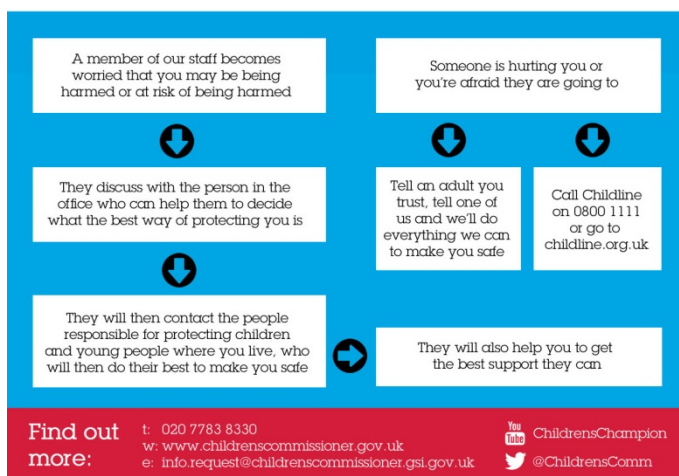 A member of our staff becomes
worried that you may be being
harmed or at risk of being harmed
They discuss with the person in the
office who can help them to decide
what the best way of protecting you is
They will then contact the people
responsible for protecting children
and young people where you live, who
will then do their best to make you safe
They will also help you to get
the best support they can
Someone is hurting you or
you're afraid they are going to
Tell an adult you
trust, tell one of
us and we'll do
everything we can
to make you safe
Call Childline
on 0800 1111
or go to
childline.org.uk
Find out
more:
t: 020 7783 8330
w: www.childrenscommissioner.gov.uk
e: info.request@childrenscommissioner.gsi.gov.uk
You
Tube
ChildrensChampion
@ChildrensComm